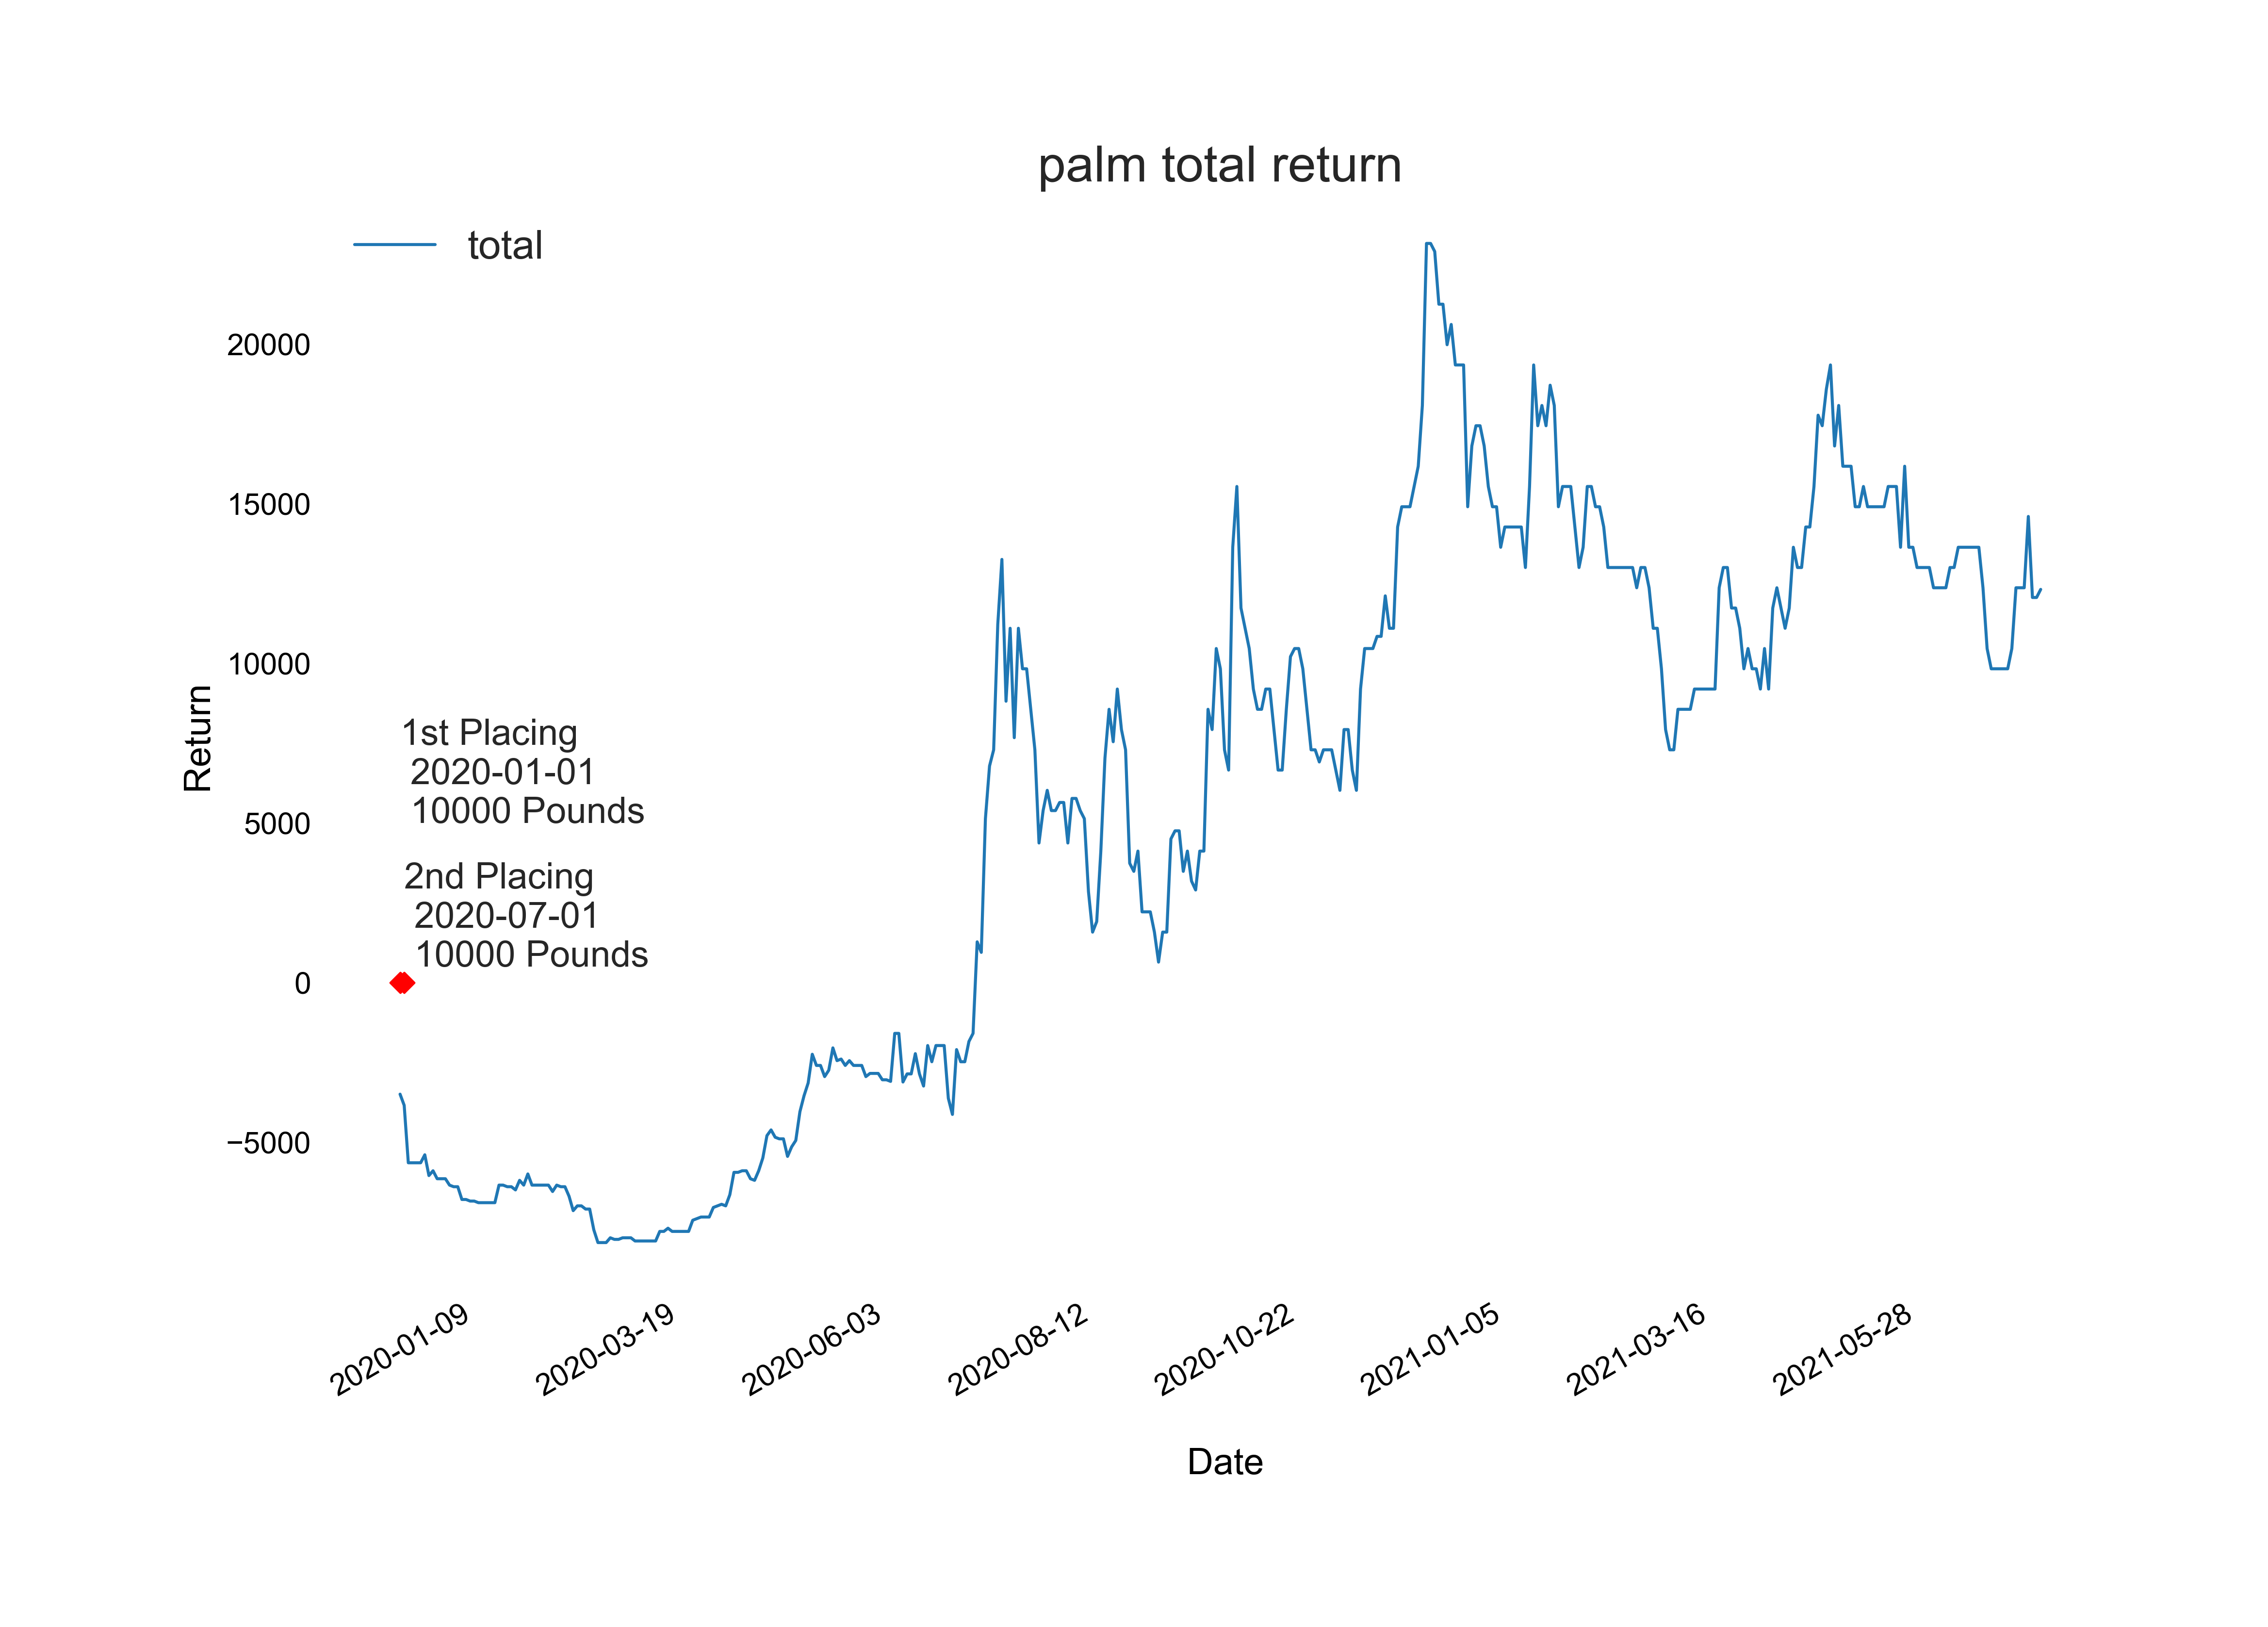 palm total return
total
20000
15000
10000
5000
0
−5000
Return
1st Placing
2020-01-01
10000 Pounds
2nd Placing
2020-07-01
10000 Pounds
2020-01-09
2020-03-19
2020-06-03
2020-08-12
2020-10-22
2021-01-05
2021-03-16
2021-05-28
Date